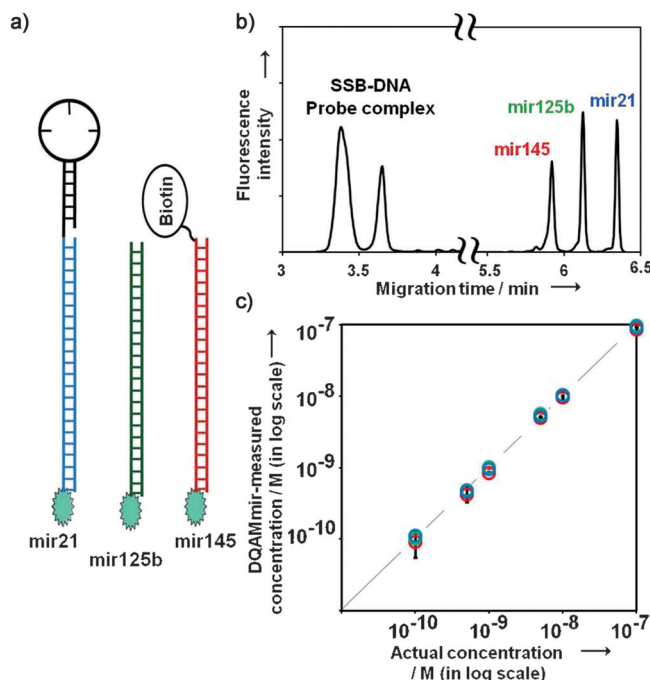 a)
Biotin
mir21
mir125b
mir145
b)
Fluorescence
intensity
SSB-DNA
Probe complex
mir145
mir125b
mir21
3 3.5 4 5.5 6 6.5
Migration time / min
c)
DQAMmir-measured
concentration / M (in log scale)
10-7
10-8
10-9
10-10
10-10 10-9 10-8 10-7
Actual concentration
/ M (in log scale)